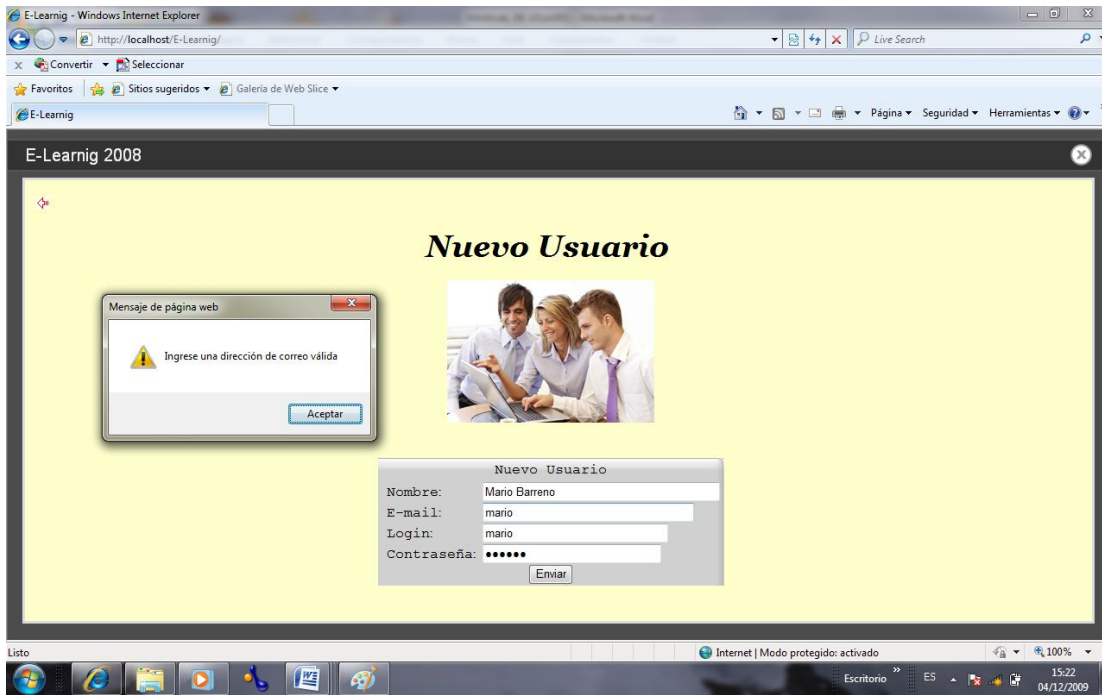 E-Learnig - Windows Internet Explorer
http://localhost/E-Learnig/
Live Search
x Convertir Seleccionar
Favoritos Sitios sugeridos Galería de Web Slice
E-Learnig
Página Seguridad Herramientas
E-Learnig 2008
Nuevo Usuario
Mensaje de página web
Ingrese una dirección de correo válida
Aceptar
Nuevo Usuario
Nombre: Mario Barreno
E-mail: mario
Login: mario
Contraseña: ●●●●●●
Enviar
Listo
Internet | Modo protegido: activado
100%
Escritorio »
ES
15:22
04/12/2009